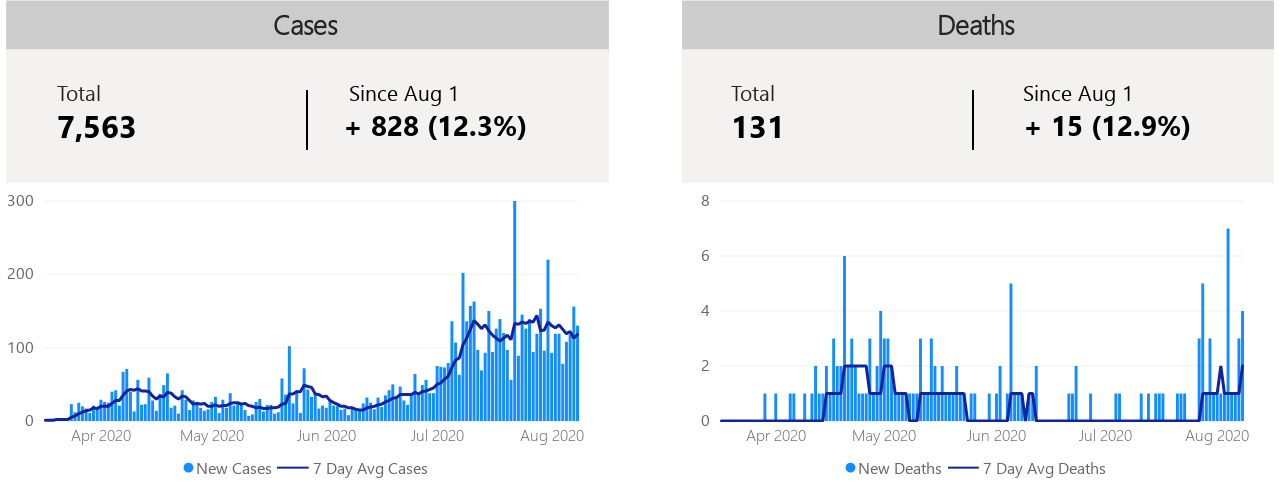 Cases
Total
Since Aug 1
7,563
+ 828 (12.3%)
300
200
100
0
Apr 2020
May 2020
Jun 2020
Jul 2020
Aug 2020
New Cases
7 Day Avg Cases
Deaths
Total
Since Aug 1
131
+ 15 (12.9%)
8
6
4
2
0
Apr 2020
May 2020
Jun 2020
Jul 2020
Aug 2020
New Deaths
7 Day Avg Deaths